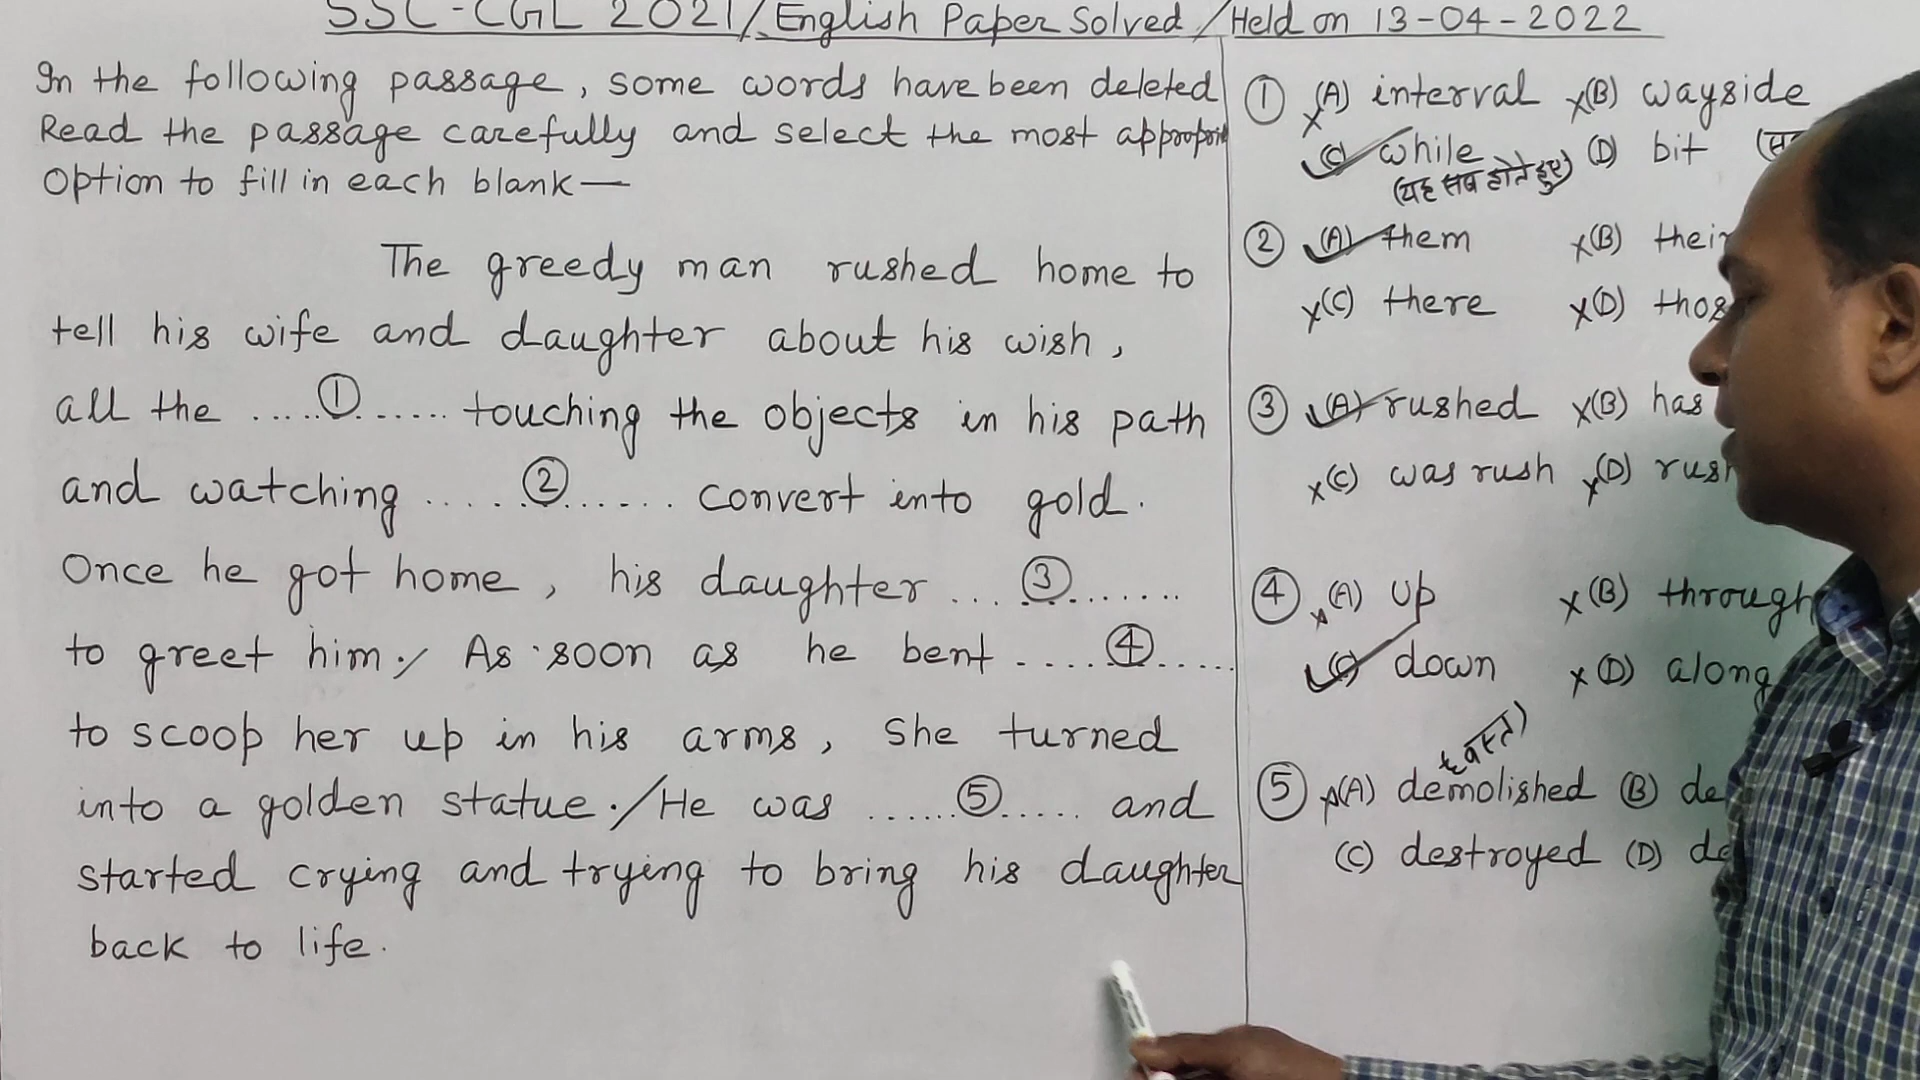 SSC-CGL 2021/English Paper Solved/Held on 13-04-2022
In the following passage, some words have been deleted
Read the passage carefully and select the most
Option to fill in each blank—
The greedy man rushed home to
tell his wife and daughter about his wish,
all the .....①...... touching the objects in his path
and watching .....②...... convert into gold.
Once he got home, his daughter ...③.......
to greet him./ As soon as he bent ....④.....
to scoop her up in his arms, she turned
into a golden statue./He was ......⑤..... and
started crying and trying to bring his daughter
back to life.
① (A) interval (B) wayside
(C) while (D) bit
(यह सब होते हुए)
② (A) them (B)
(C) there (D)
③ (A) rushed (B) has
(C) was rush (D)
④ (A) up (B) through
(C) down (D) along
(ध्वस्त)
⑤ (A) demolished (B) de
(C) destroyed (D) de